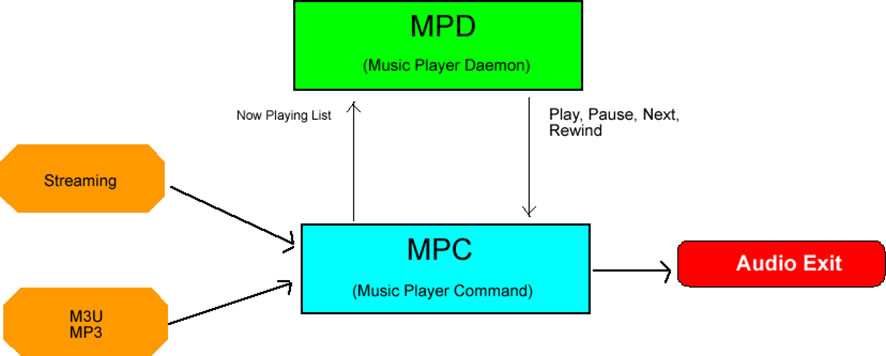 MPD
(Music Player Daemon)
Now Playing List
Play, Pause, Next,
Rewind
Streaming
MPC
(Music Player Command)
Audio Exit
M3U
MP3